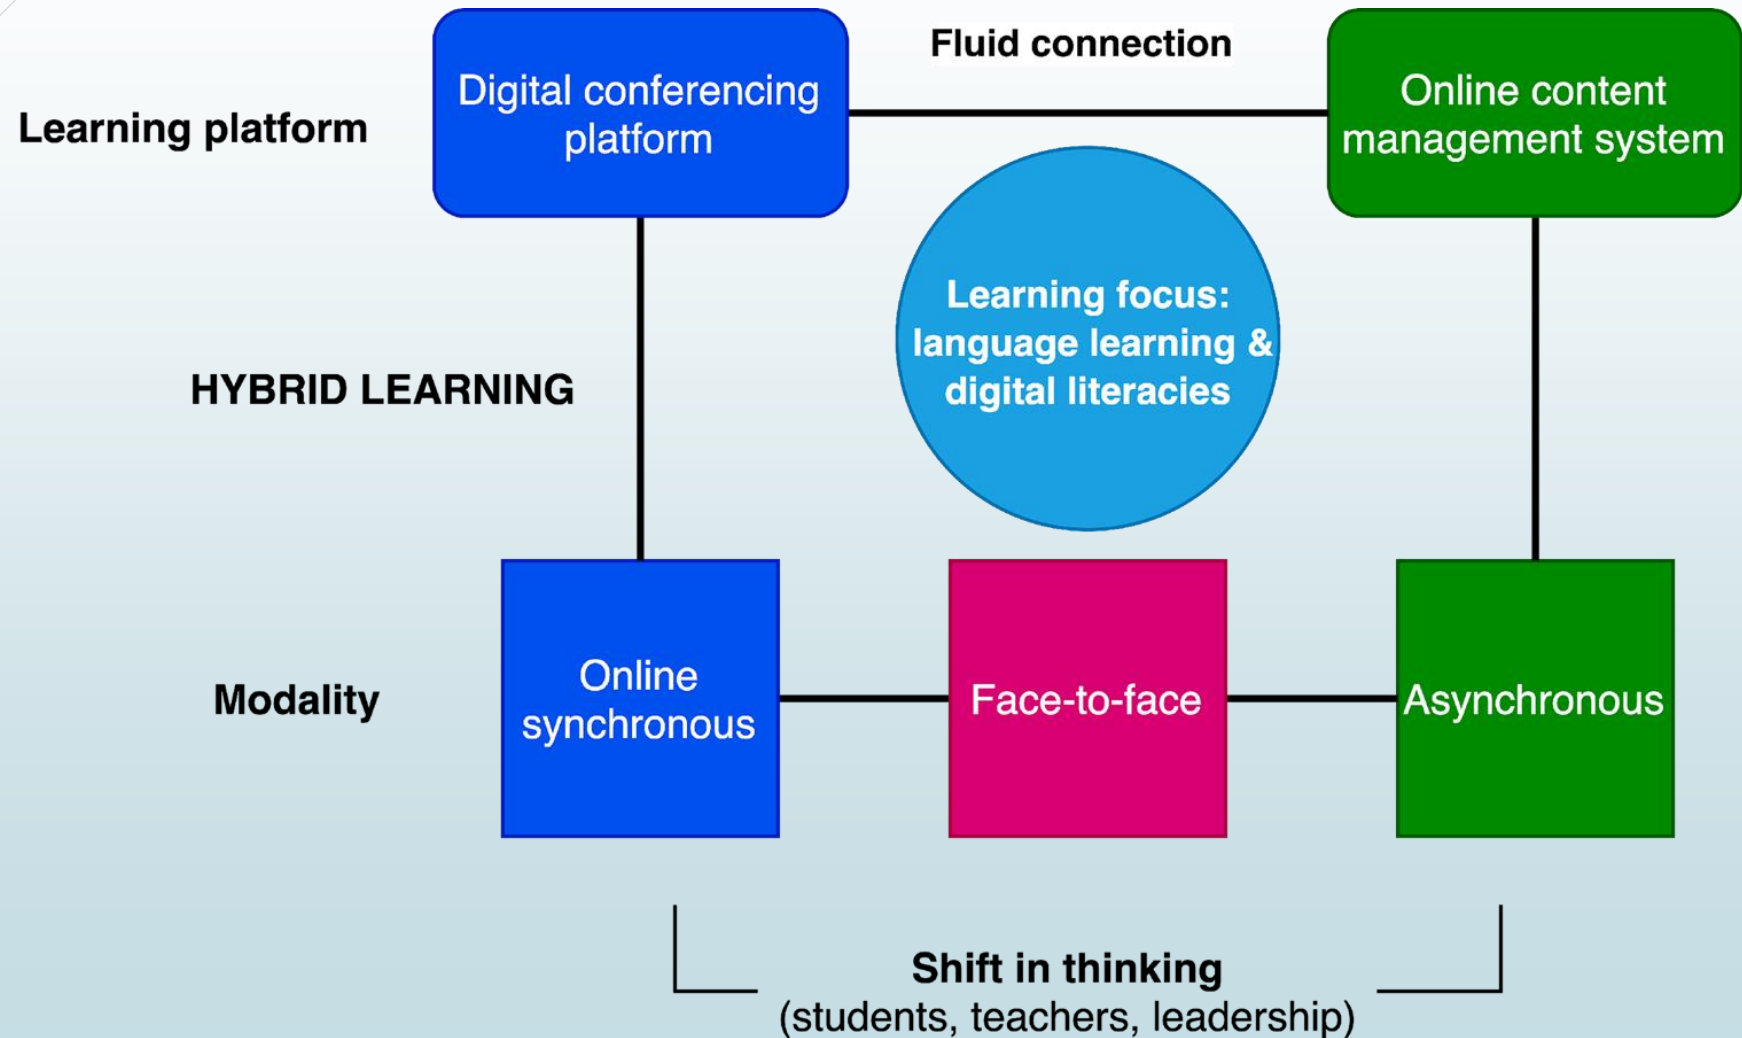 Fluid connection
Learning platform
Digital conferencing
platform
Online content
management system
HYBRID LEARNING
Learning focus:
language learning &
digital literacies
Modality
Online
synchronous
Face-to-face
Asynchronous
Shift in thinking
(students, teachers, leadership)